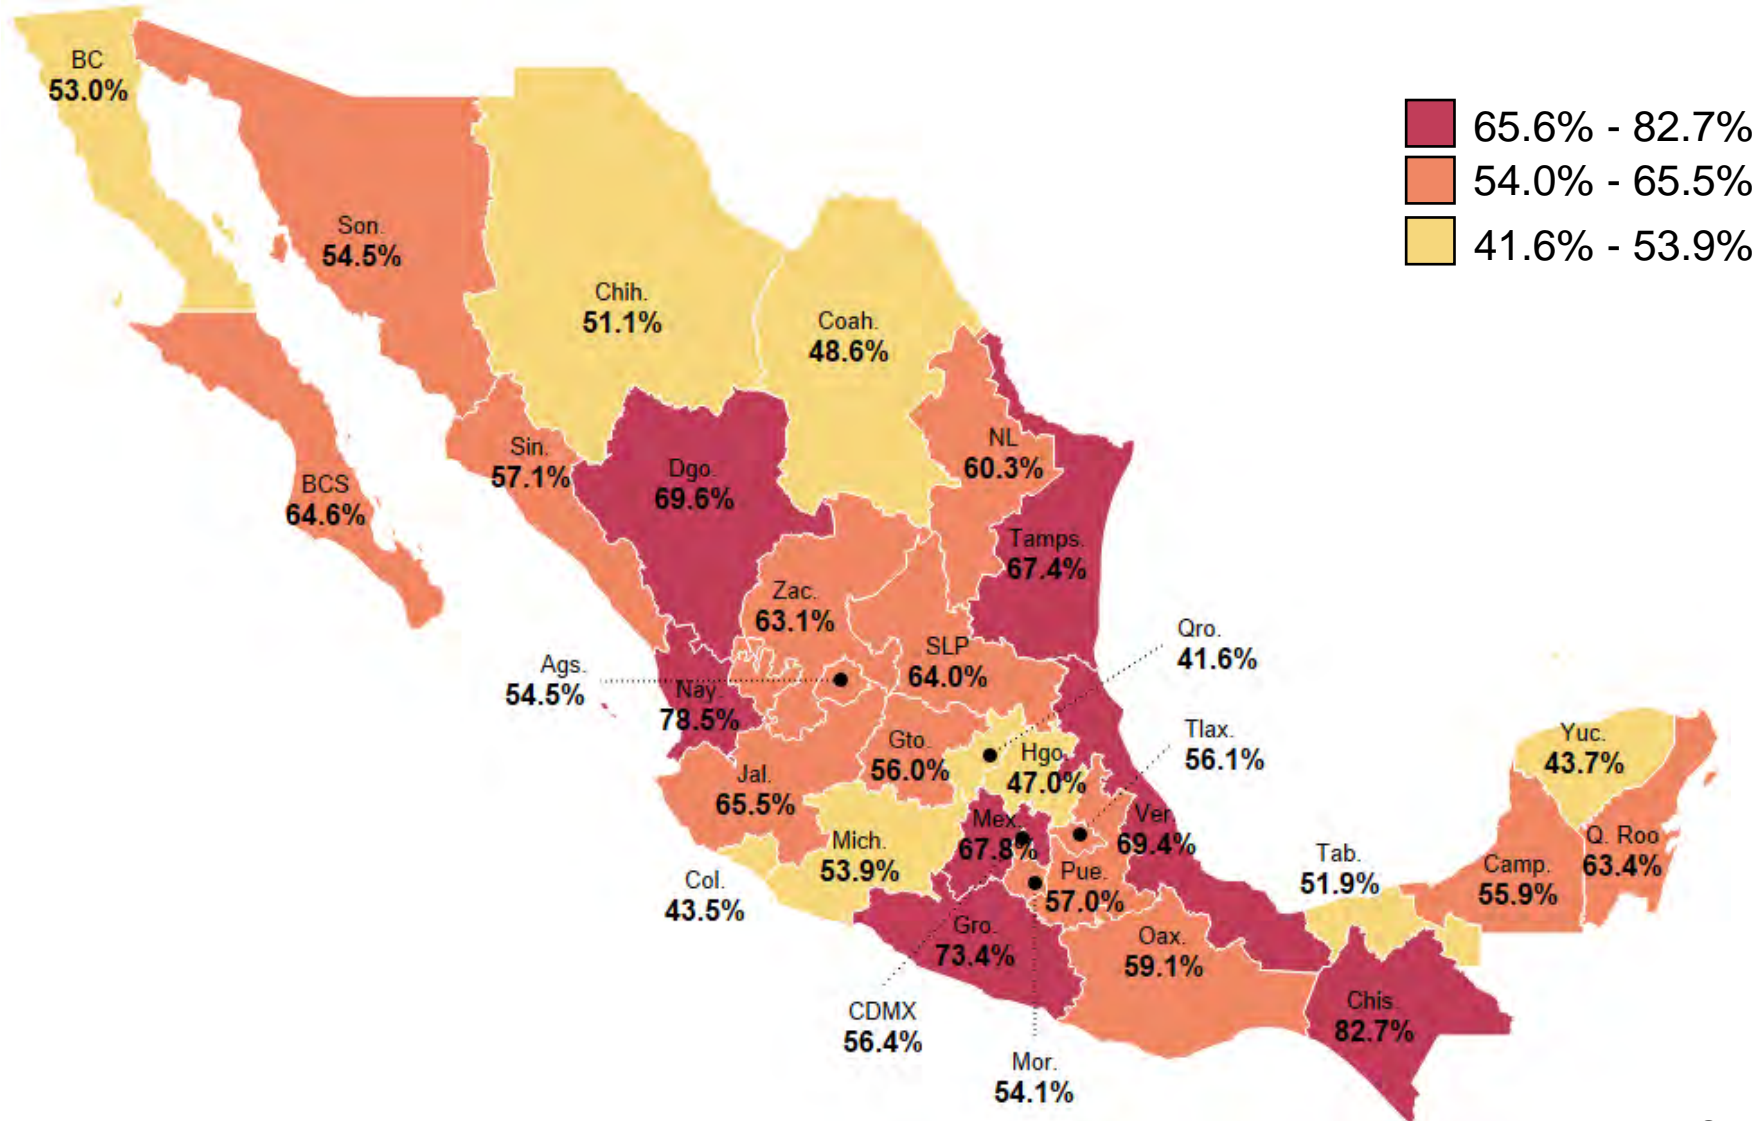 BC
53.0%
65.6% - 82.7%
54.0% - 65.5%
41.6% - 53.9%
Son.
54.5%
Chih.
51.1%
Coah.
48.6%
Sin.
57.1%
Dgo.
69.6%
NL
60.3%
BCS
64.6%
Tamps.
67.4%
Zac.
63.1%
Qro.
41.6%
SLP
64.0%
Ags.
54.5%
Nay.
78.5%
Tlax.
56.1%
Yuc.
43.7%
Gto.
56.0%
Hgo.
47.0%
Jal.
65.5%
Mex.
67.8%
Ver.
69.4%
Mich.
53.9%
Q. Roo
63.4%
Tab.
51.9%
Camp.
55.9%
Pue.
57.0%
Col.
43.5%
Gro.
73.4%
Oax.
59.1%
CDMX
56.4%
Chis.
82.7%
Mor.
54.1%